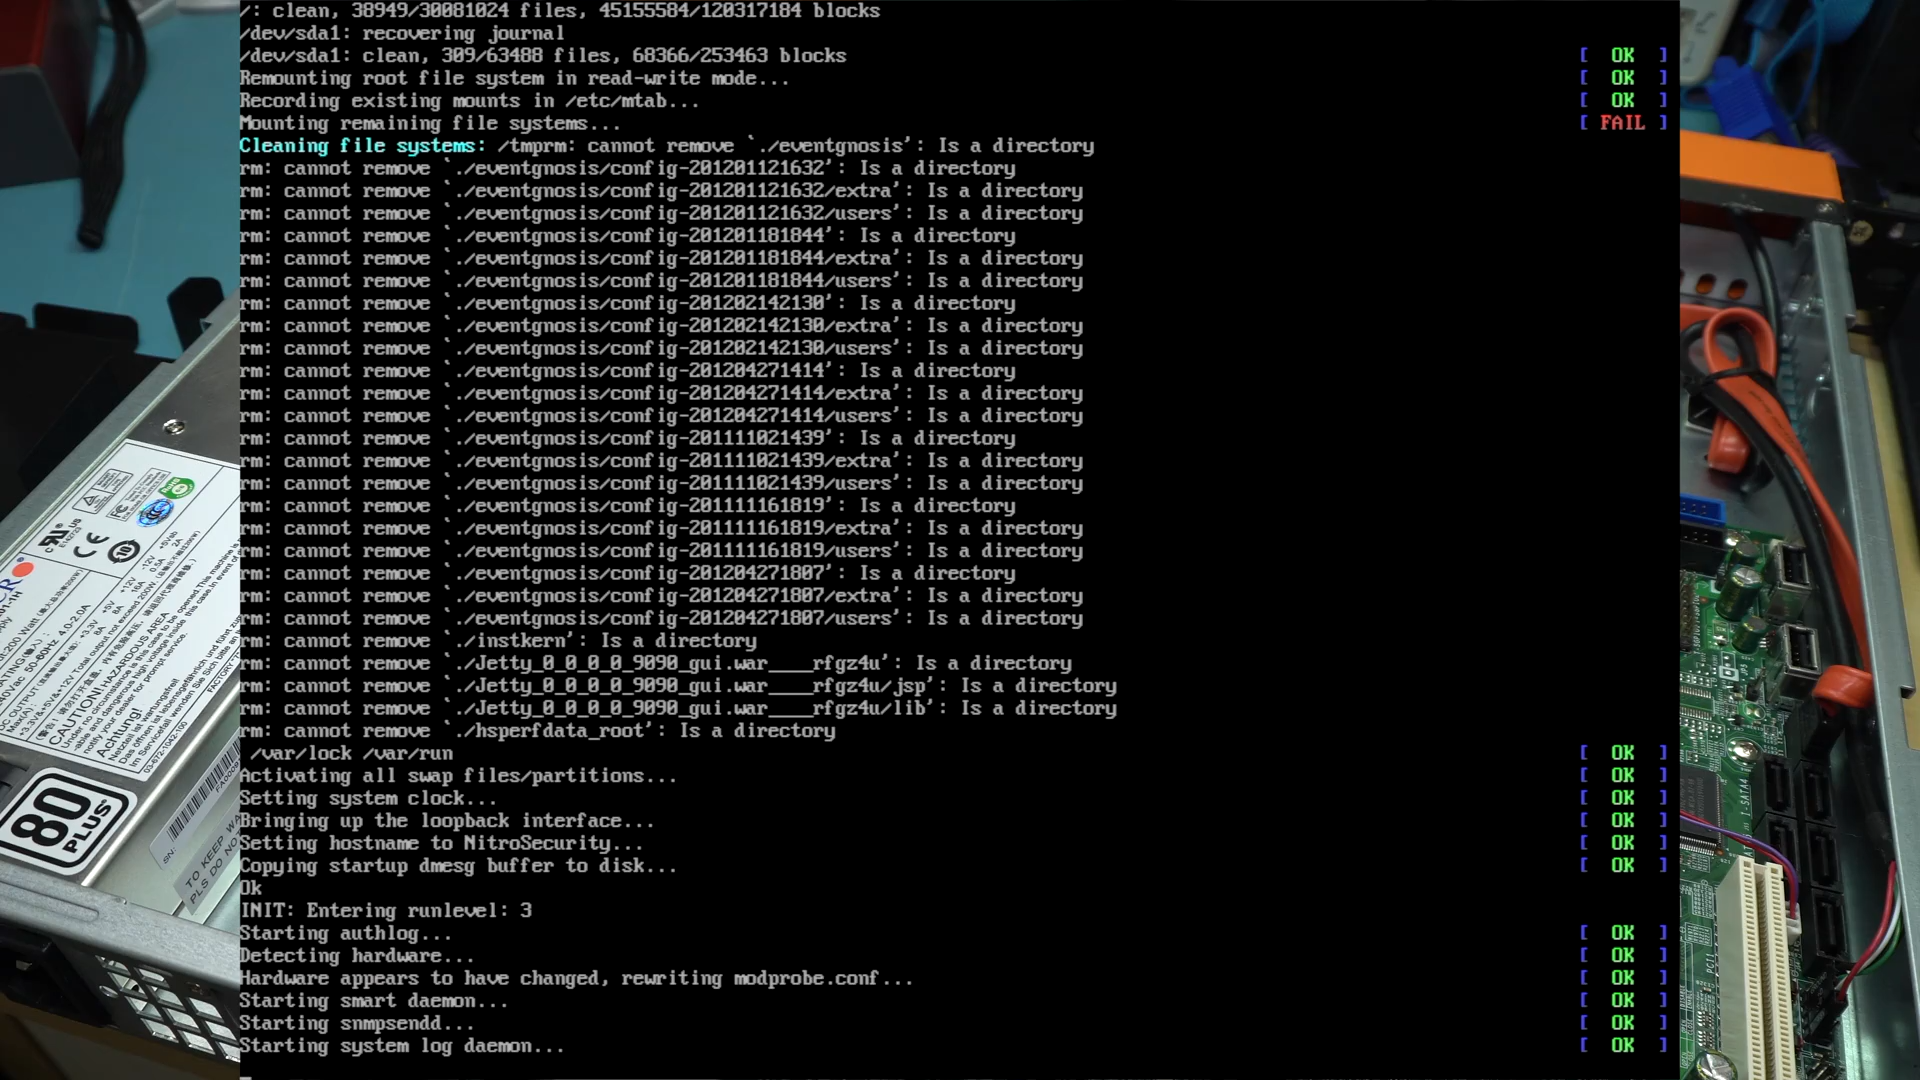 /: clean, 38949/30081024 files, 45155584/120317184 blocks
/dev/sda1: recovering journal
/dev/sda1: clean, 309/63488 files, 68366/253463 blocks [ OK ]
Remounting root file system in read-write mode... [ OK ]
Recording existing mounts in /etc/mtab... [ OK ]
Mounting remaining file systems... [ FAIL ]
Cleaning file systems: /tmprm: cannot remove `./eventgnosis': Is a directory
rm: cannot remove `./eventgnosis/config-201201121632': Is a directory
rm: cannot remove `./eventgnosis/config-201201121632/extra': Is a directory
rm: cannot remove `./eventgnosis/config-201201121632/users': Is a directory
rm: cannot remove `./eventgnosis/config-201201181844': Is a directory
rm: cannot remove `./eventgnosis/config-201201181844/extra': Is a directory
rm: cannot remove `./eventgnosis/config-201201181844/users': Is a directory
rm: cannot remove `./eventgnosis/config-201202142130': Is a directory
rm: cannot remove `./eventgnosis/config-201202142130/extra': Is a directory
rm: cannot remove `./eventgnosis/config-201202142130/users': Is a directory
rm: cannot remove `./eventgnosis/config-201204271414': Is a directory
rm: cannot remove `./eventgnosis/config-201204271414/extra': Is a directory
rm: cannot remove `./eventgnosis/config-201204271414/users': Is a directory
rm: cannot remove `./eventgnosis/config-201111021439': Is a directory
rm: cannot remove `./eventgnosis/config-201111021439/extra': Is a directory
rm: cannot remove `./eventgnosis/config-201111021439/users': Is a directory
rm: cannot remove `./eventgnosis/config-201111161819': Is a directory
rm: cannot remove `./eventgnosis/config-201111161819/extra': Is a directory
rm: cannot remove `./eventgnosis/config-201111161819/users': Is a directory
rm: cannot remove `./eventgnosis/config-201204271807': Is a directory
rm: cannot remove `./eventgnosis/config-201204271807/extra': Is a directory
rm: cannot remove `./eventgnosis/config-201204271807/users': Is a directory
rm: cannot remove `./instkern': Is a directory
rm: cannot remove `./Jetty_0_0_0_0_9090_gui.war____rfgz4u': Is a directory
rm: cannot remove `./Jetty_0_0_0_0_9090_gui.war____rfgz4u/jsp': Is a directory
rm: cannot remove `./Jetty_0_0_0_0_9090_gui.war____rfgz4u/lib': Is a directory
rm: cannot remove `./hsperfdata_root': Is a directory
/var/lock /var/run [ OK ]
Activating all swap files/partitions... [ OK ]
Setting system clock... [ OK ]
Bringing up the loopback interface... [ OK ]
Setting hostname to NitroSecurity... [ OK ]
Copying startup dmesg buffer to disk... [ OK ]
Ok
INIT: Entering runlevel: 3
Starting authlog... [ OK ]
Detecting hardware... [ OK ]
Hardware appears to have changed, rewriting modprobe.conf... [ OK ]
Starting smart daemon... [ OK ]
Starting snmpsendd... [ OK ]
Starting system log daemon... [ OK ]
80
PLUS
CAUTION! HAZARDOUS AREA
Achtung!
SN:
TO KEEP
PLS DO
I-SATA4
PCI1